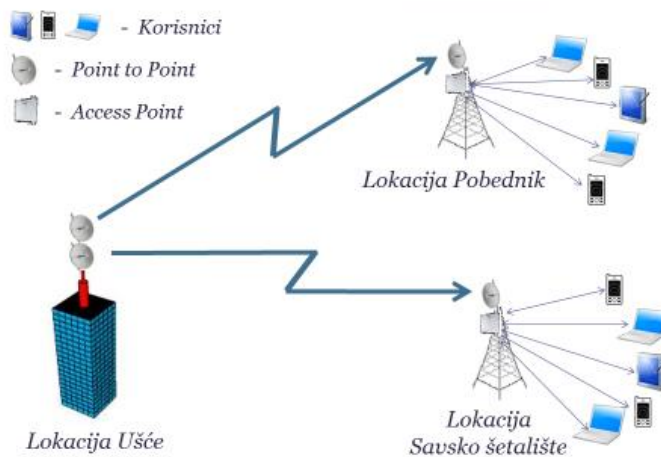 - Korisnici
- Point to Point
- Access Point
Lokacija Pobednik
Lokacija Ušće
Lokacija
Savsko šetalište